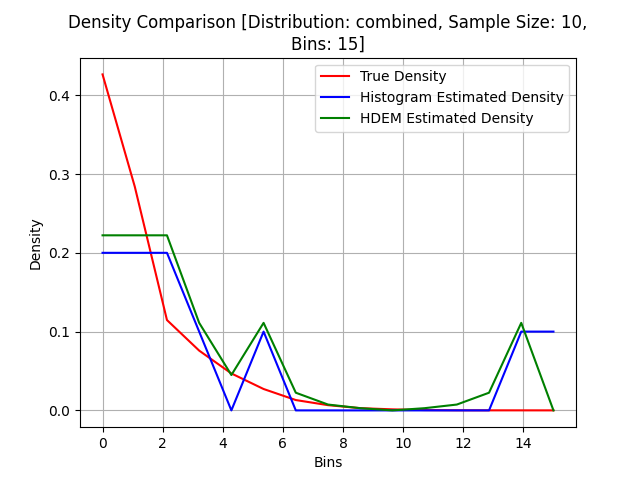 Density Comparison [Distribution: combined, Sample Size: 10,
Bins: 15]
True Density
Histogram Estimated Density
HDEM Estimated Density
Density
0.4
0.3
0.2
0.1
0.0
0 2 4 6 8 10 12 14
Bins